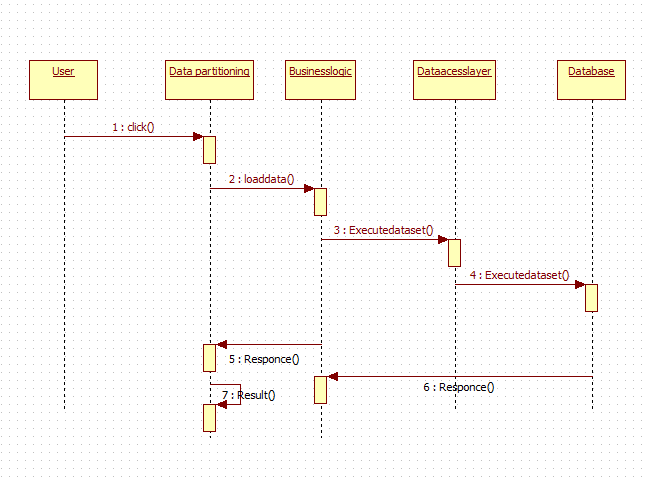 User
Data partitioning
Businesslogic
Dataacesslayer
Database
1 : click()
2 : loaddata()
3 : Executedataset()
4 : Executedataset()
5 : Responce()
6 : Responce()
7 : Result()